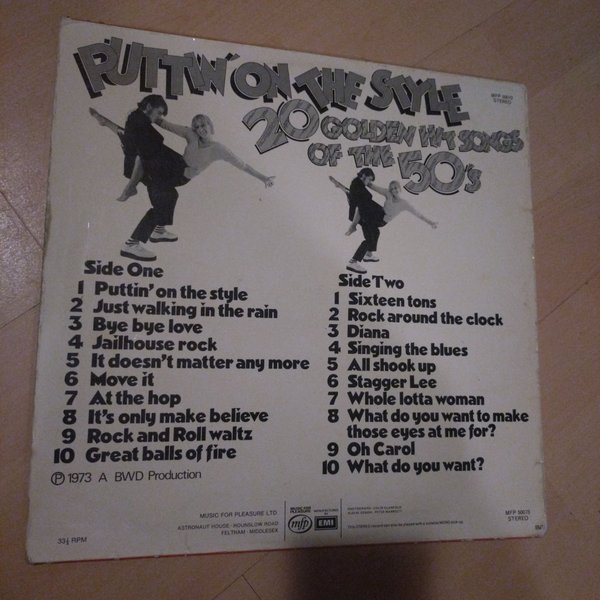 PUTTIN' ON THE STYLE
MFP 50070
STEREO
20 GOLDEN HIT SONGS
OF THE 50's
Side One
1 Puttin' on the style
2 Just walking in the rain
3 Bye bye love
4 Jailhouse rock
5 It doesn't matter any more
6 Move it
7 At the hop
8 It's only make believe
9 Rock and Roll waltz
10 Great balls of fire
Side Two
1 Sixteen tons
2 Rock around the clock
3 Diana
4 Singing the blues
5 All shook up
6 Stagger Lee
7 Whole lotta woman
8 What do you want to make
those eyes at me for?
9 Oh Carol
10 What do you want?
Ⓟ 1973 A BWD Production
MUSIC FOR PLEASURE LTD.
ASTRONAUT HOUSE · HOUNSLOW ROAD
FELTHAM · MIDDLESEX
33⅓ RPM
MUSIC FOR
PLEASURE
mfp
EMI
MFP 50070
STEREO